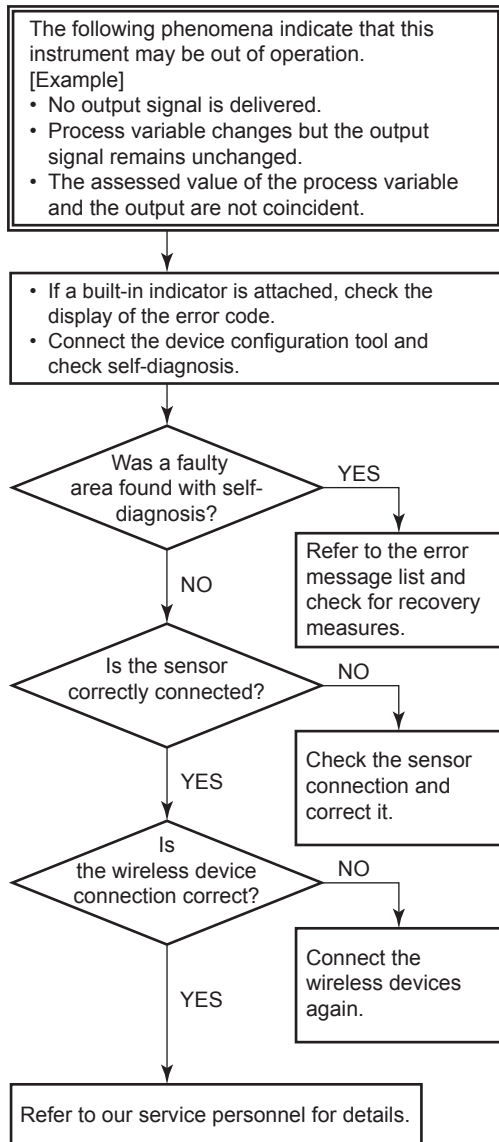 The following phenomena indicate that this
instrument may be out of operation.
[Example]
• No output signal is delivered.
• Process variable changes but the output
signal remains unchanged.
• The assessed value of the process variable
and the output are not coincident.
• If a built-in indicator is attached, check the
display of the error code.
• Connect the device configuration tool and
check self-diagnosis.
Was a faulty
area found with self-
diagnosis?
YES
Refer to the error
message list and
check for recovery
measures.
NO
Is the sensor
correctly connected?
NO
Check the sensor
connection and
correct it.
YES
Is
the wireless device
connection correct?
NO
Connect the
wireless devices
again.
YES
Refer to our service personnel for details.